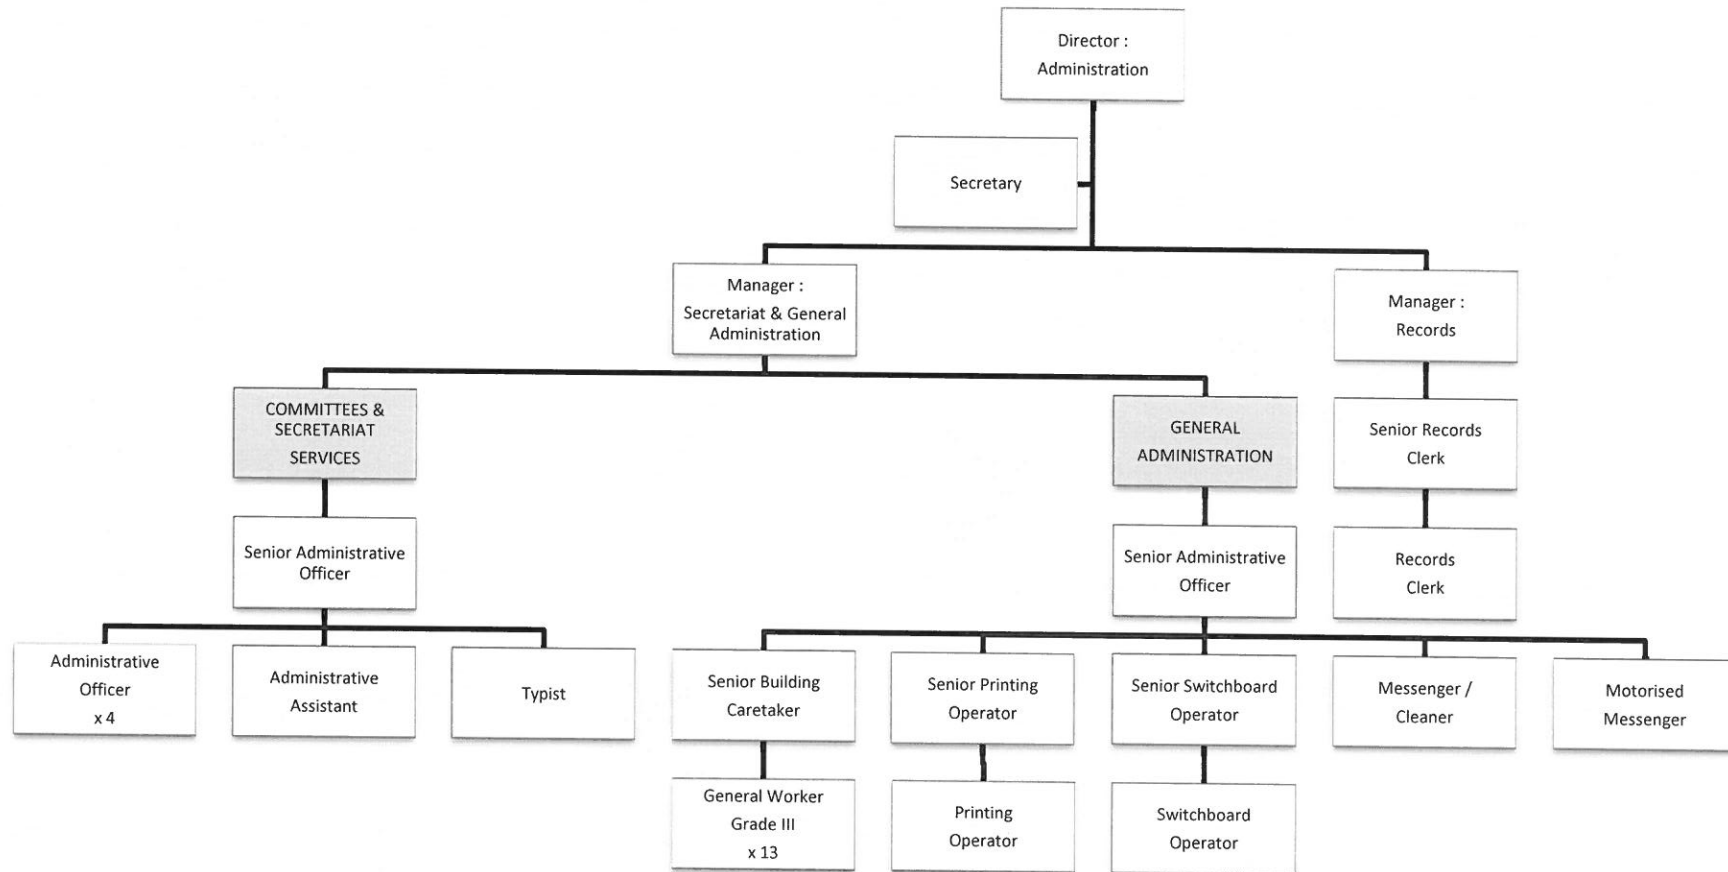 Director :
Administration
Secretary
Manager :
Secretariat & General
Administration
Manager :
Records
COMMITTEES &
SECRETARIAT
SERVICES
GENERAL
ADMINISTRATION
Senior Records
Clerk
Senior Administrative
Officer
Senior Administrative
Officer
Records
Clerk
Administrative
Officer
x 4
Administrative
Assistant
Typist
Senior Building
Caretaker
Senior Printing
Operator
Senior Switchboard
Operator
Messenger /
Cleaner
Motorised
Messenger
General Worker
Grade III
x 13
Printing
Operator
Switchboard
Operator